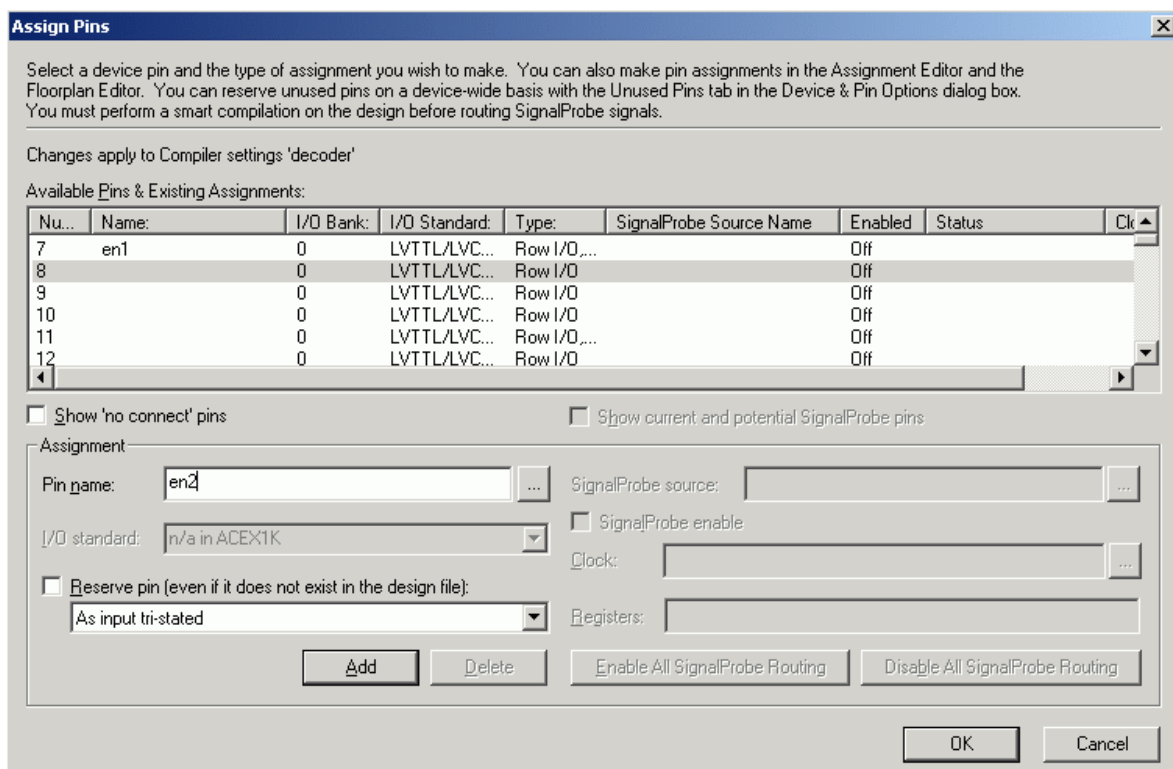 Assign Pins
Select a device pin and the type of assignment you wish to make.  You can also make pin assignments in the Assignment Editor and the
Floorplan Editor.  You can reserve unused pins on a device-wide basis with the Unused Pins tab in the Device & Pin Options dialog box.
You must perform a smart compilation on the design before routing SignalProbe signals.
Changes apply to Compiler settings 'decoder'
Available Pins & Existing Assignments:
Nu... Name: I/O Bank: I/O Standard: Type: SignalProbe Source Name Enabled Status Clo
7 en1 0 LVTTL/LVC... Row I/O,... Off
8 0 LVTTL/LVC... Row I/O Off
9 0 LVTTL/LVC... Row I/O Off
10 0 LVTTL/LVC... Row I/O Off
11 0 LVTTL/LVC... Row I/O,... Off
12 0 LVTTL/LVC... Row I/O Off
Show 'no connect' pins
Show current and potential SignalProbe pins
Assignment
Pin name: en2 ...
SignalProbe source: ...
I/O standard: n/a in ACEX1K
SignalProbe enable
Clock: ...
Reserve pin (even if it does not exist in the design file):
As input tri-stated
Registers:
Add Delete Enable All SignalProbe Routing Disable All SignalProbe Routing
OK Cancel